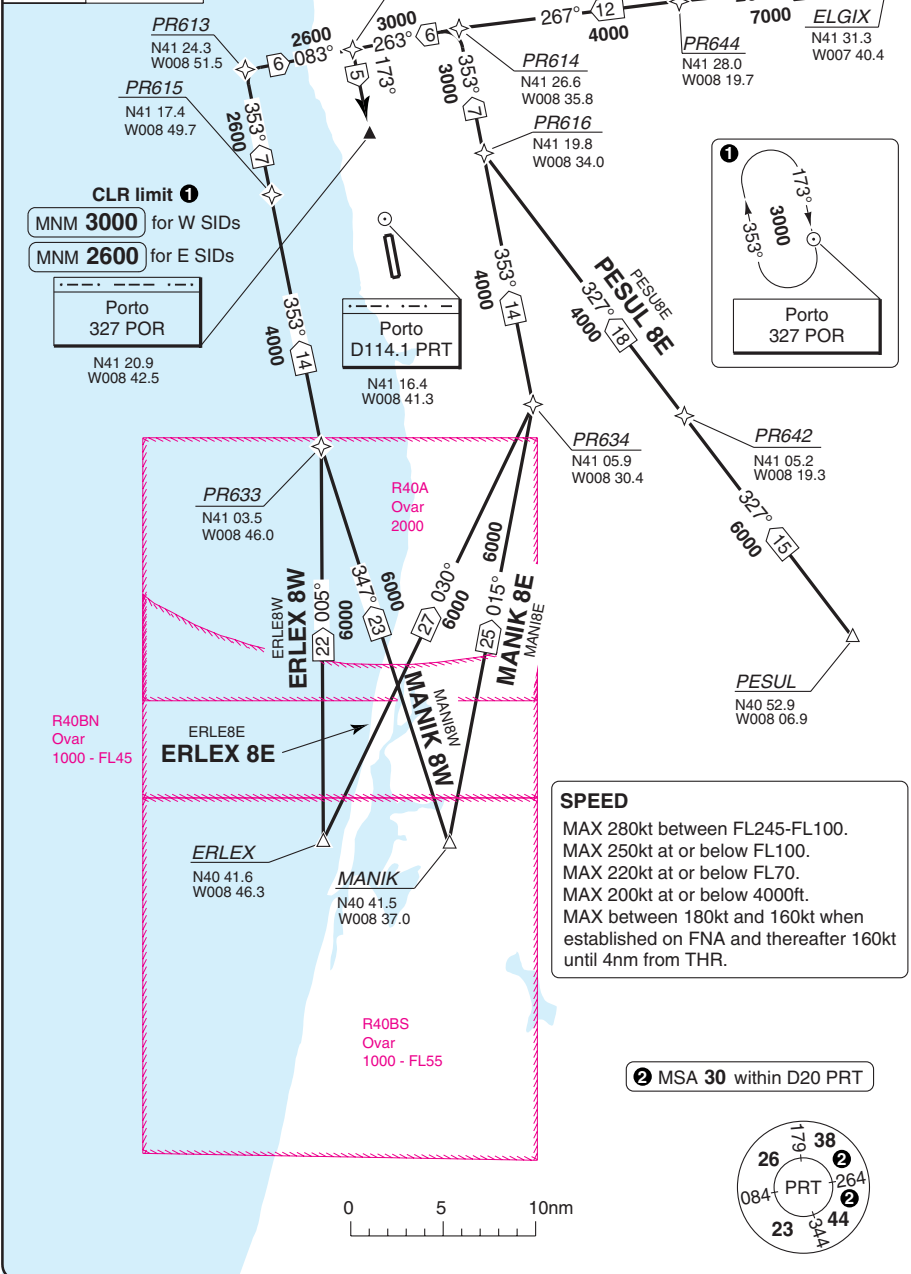 PR613
N41 24.3
W008 51.5
2600
6
083°
3000
263°
6
267°
12
4000
7000
ELGIX
N41 31.3
W007 40.4
PR644
N41 28.0
W008 19.7
PR614
N41 26.6
W008 35.8
PR615
N41 17.4
W008 49.7
5
173°
353°
3000
7
PR616
N41 19.8
W008 34.0
353°
2600
7
CLR limit ❶
MNM 3000 for W SIDs
MNM 2600 for E SIDs
Porto
327 POR
N41 20.9
W008 42.5
Porto
D114.1 PRT
N41 16.4
W008 41.3
❶
173°
3000
353°
Porto
327 POR
353°
4000
14
353°
4000
14
PESU8E
PESUL 8E
327°
4000
18
PR634
N41 05.9
W008 30.4
PR642
N41 05.2
W008 19.3
327°
6000
15
PR633
N41 03.5
W008 46.0
R40A
Ovar
2000
ERLE8W
ERLEX 8W
22
005°
6000
347°
6000
23
27
030°
6000
25
015°
6000
MANIK 8E
MANI8E
MANI8W
MANIK 8W
PESUL
N40 52.9
W008 06.9
R40BN
Ovar
1000 - FL45
ERLE8E
ERLEX 8E
ERLEX
N40 41.6
W008 46.3
MANIK
N40 41.5
W008 37.0
SPEED
MAX 280kt between FL245-FL100.
MAX 250kt at or below FL100.
MAX 220kt at or below FL70.
MAX 200kt at or below 4000ft.
MAX between 180kt and 160kt when
established on FNA and thereafter 160kt
until 4nm from THR.
R40BS
Ovar
1000 - FL55
❷ MSA 30 within D20 PRT
179
38
❷
26
264
084
PRT
❷
23
344
44
0 5 10nm